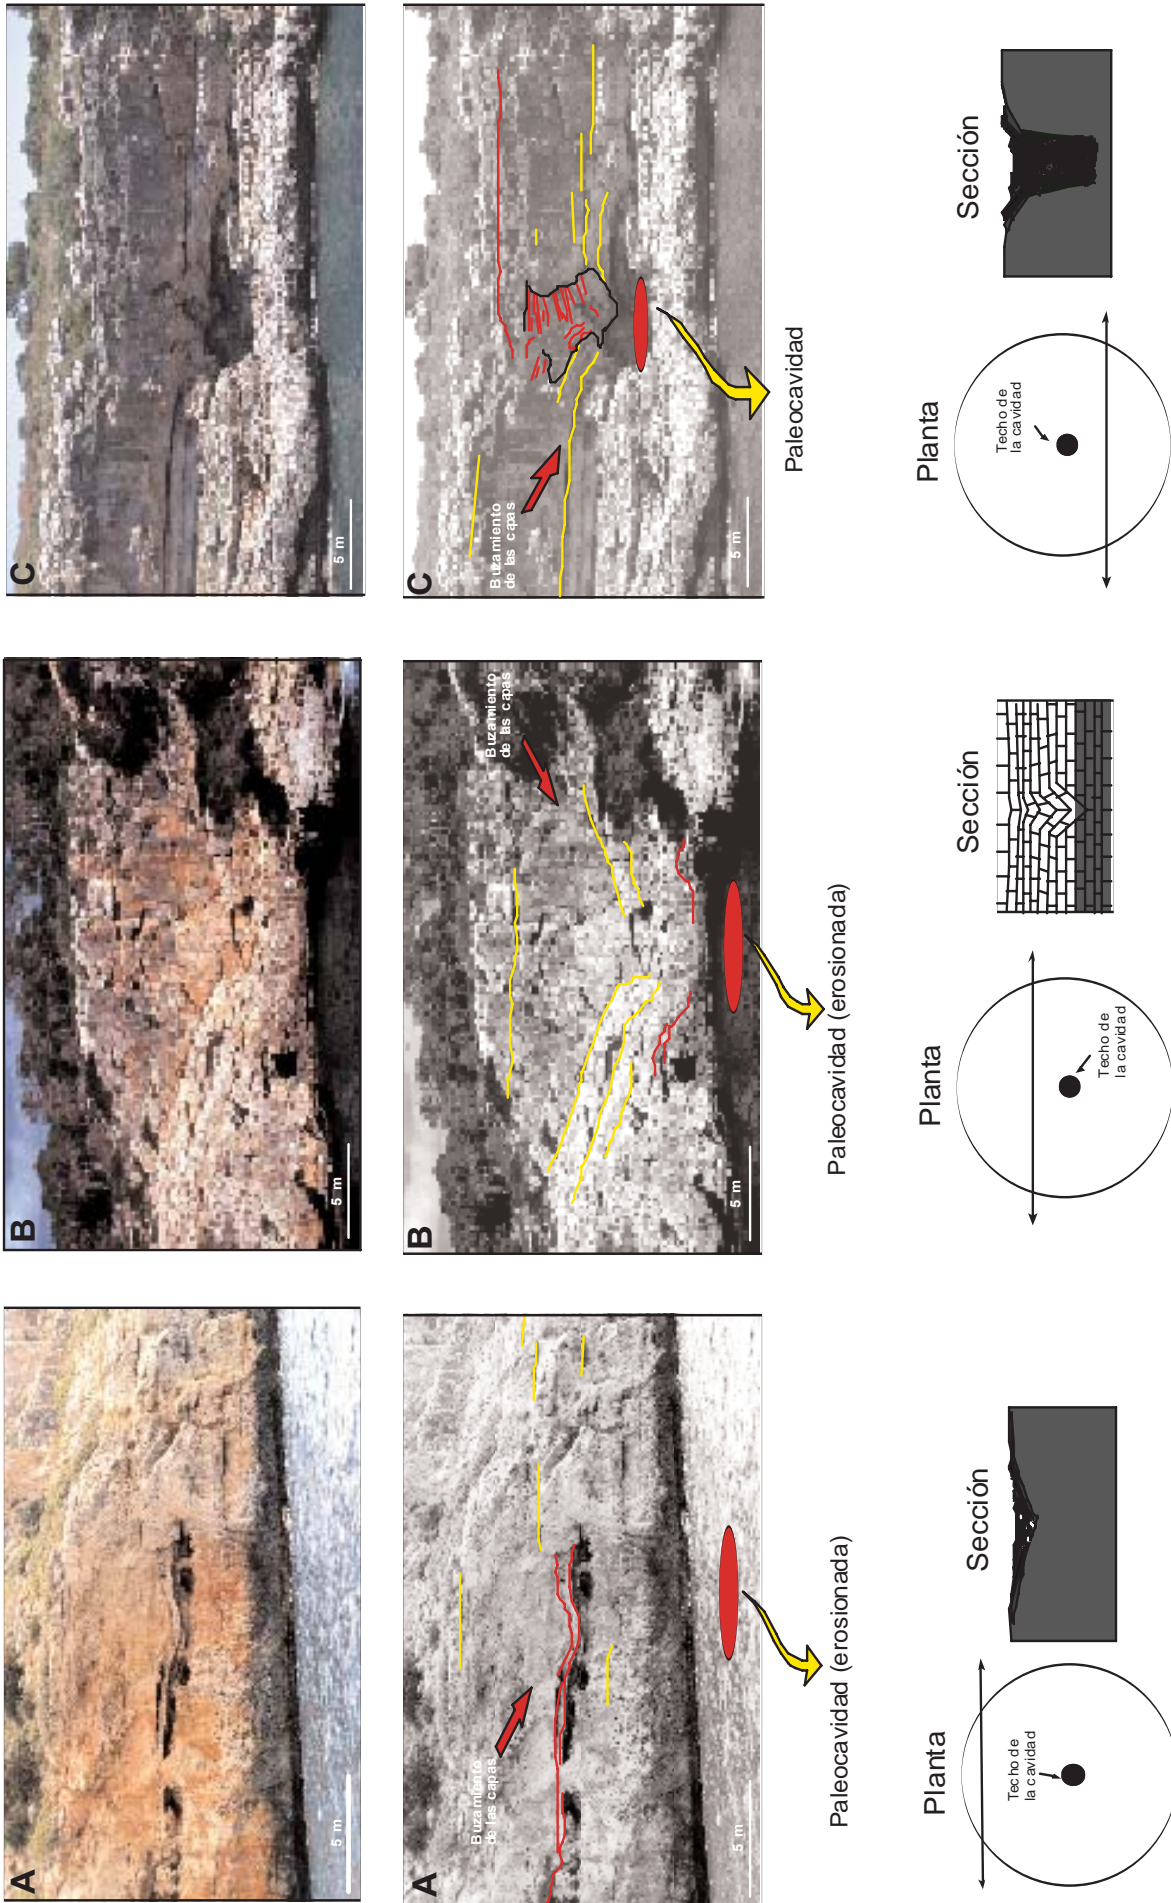 A
5 m
B
5 m
C
5 m
A
Buzamiento
de las capas
5 m
B
Buzamiento
de las capas
5 m
C
Buzamiento
de las capas
5 m
Paleocavidad (erosionada)
Paleocavidad (erosionada)
Paleocavidad
Planta
Techo de
la cavidad
Sección
Planta
Techo de
la cavidad
Sección
Planta
Techo de
la cavidad
Sección